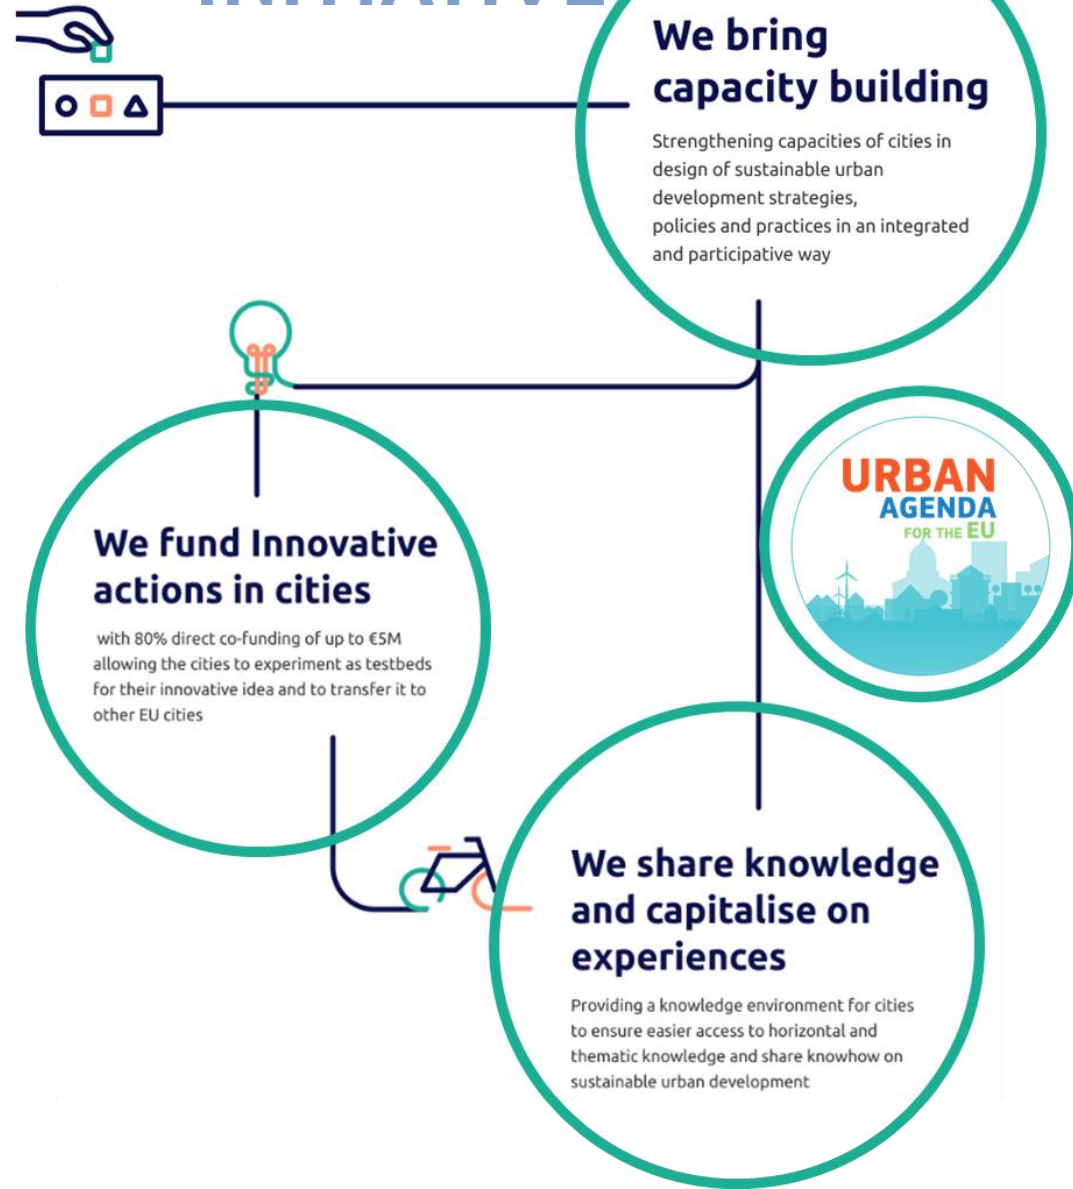 INITIATIVE
We bring
capacity building
Strengthening capacities of cities in
design of sustainable urban
development strategies,
policies and practices in an integrated
and participative way
URBAN
AGENDA
FOR THE EU
We fund Innovative
actions in cities
with 80% direct co-funding of up to €5M
allowing the cities to experiment as testbeds
for their innovative idea and to transfer it to
other EU cities
We share knowledge
and capitalise on
experiences
Providing a knowledge environment for cities
to ensure easier access to horizontal and
thematic knowledge and share knowhow on
sustainable urban development